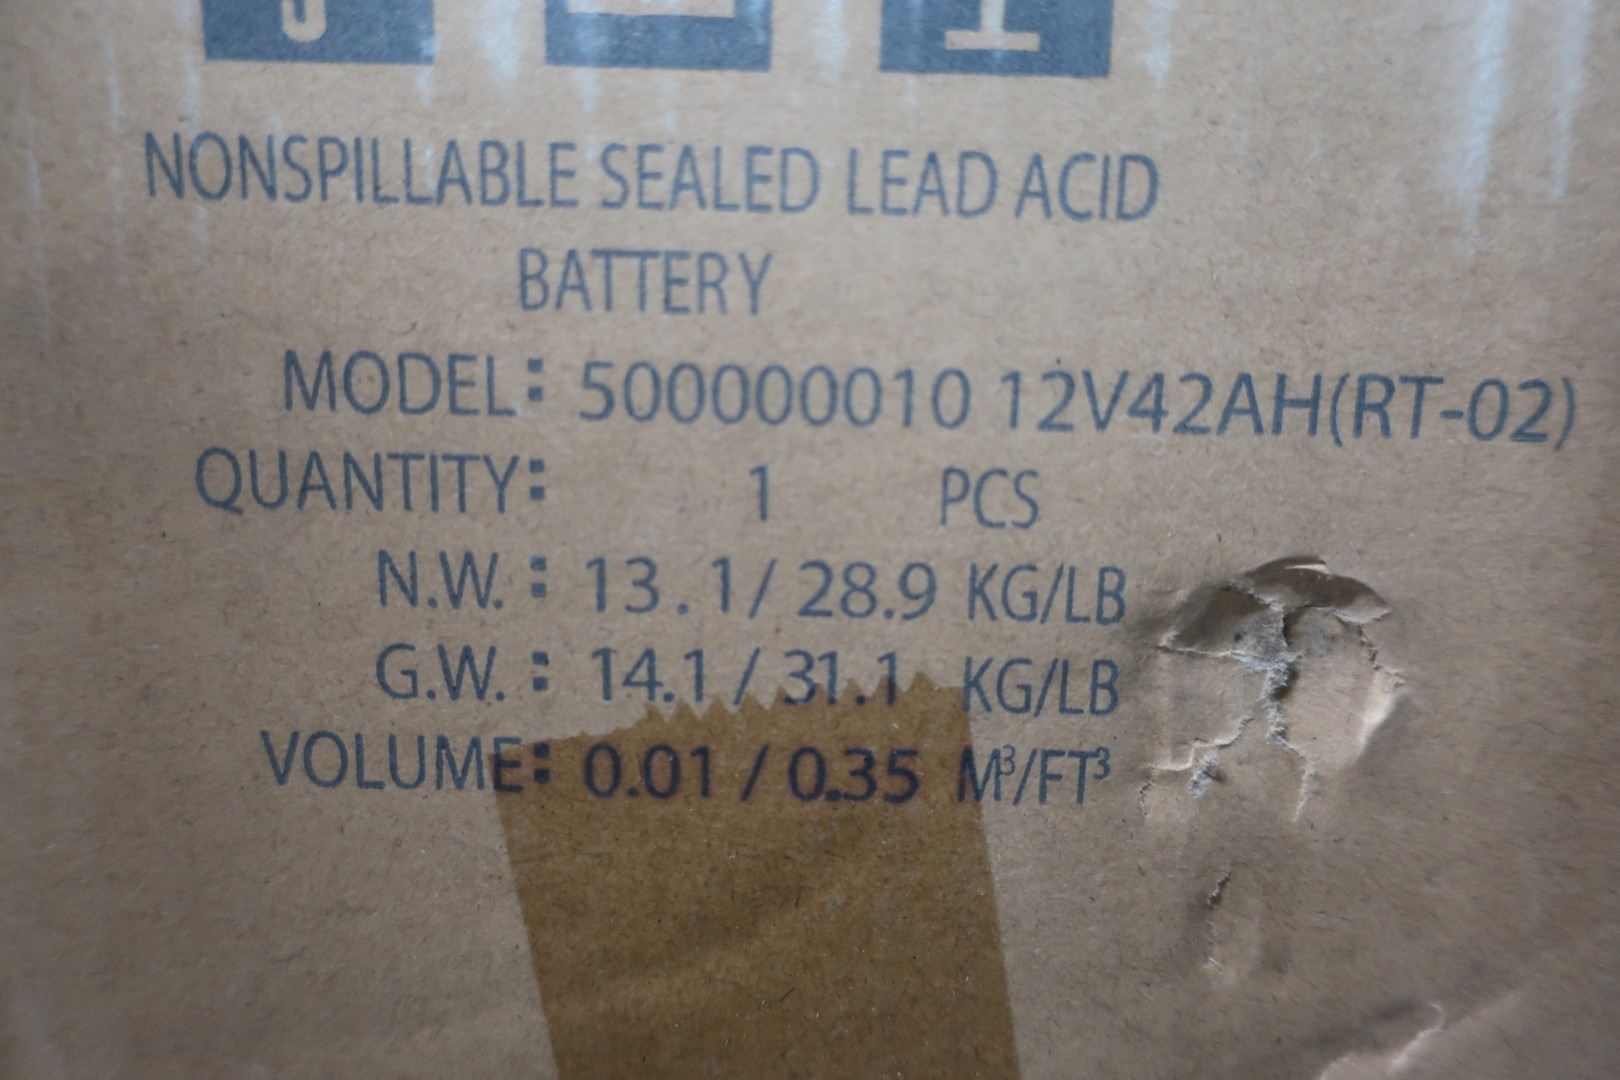 NONSPILLABLE SEALED LEAD ACID
BATTERY
MODEL: 500000010 12V42AH(RT-02)
QUANTITY: 1 PCS
N.W.: 13.1/28.9 KG/LB
G.W.: 14.1/31.1 KG/LB
VOLUME: 0.01/0.35 M³/FT³